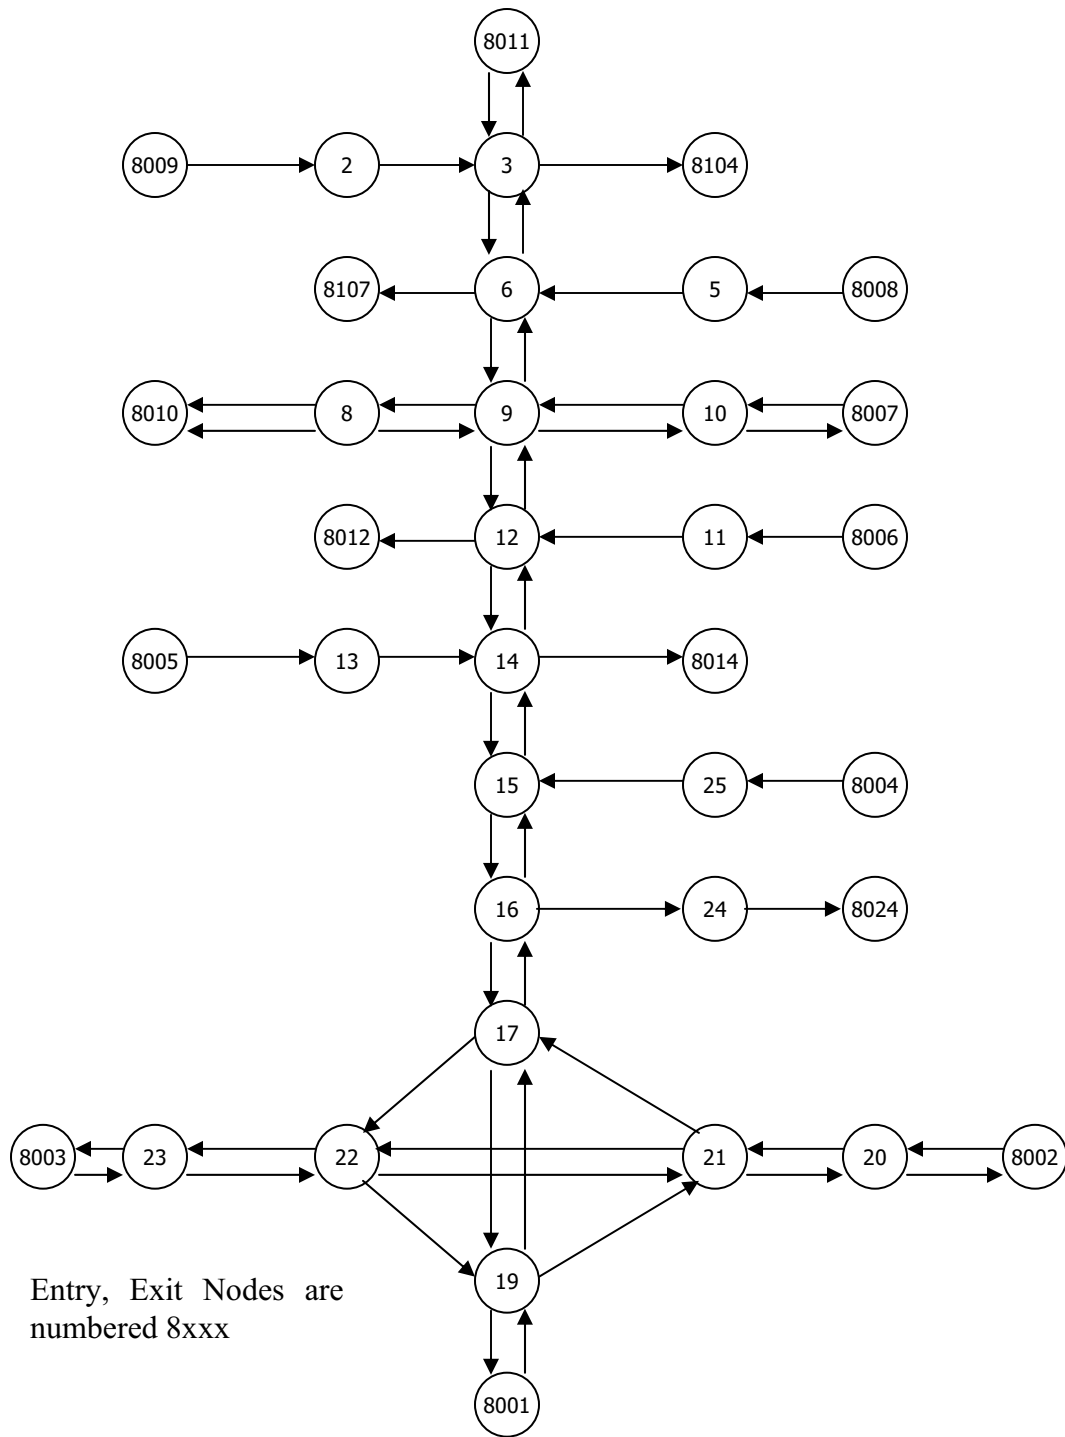 8011
8009 2 3 8104
8107 6 5 8008
8010 8 9 10 8007
8012 12 11 8006
8005 13 14 8014
15 25 8004
16 24 8024
17
8003 23 22 21 20 8002
19
Entry, Exit Nodes are
numbered 8xxx
8001